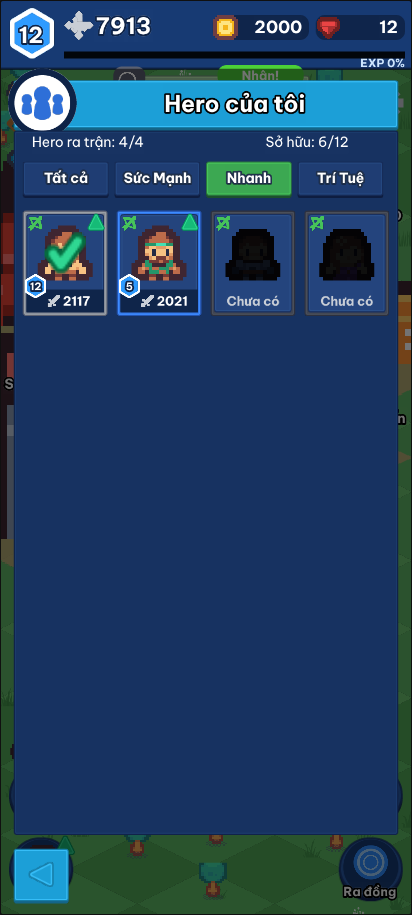 12
7913
2000
12
EXP 0%
Nhận!
Hero của tôi
Hero ra trận: 4/4
Sở hữu: 6/12
Tất cả
Sức Mạnh
Nhanh
Trí Tuệ
12
2117
5
2021
Chưa có
Chưa có
Ra đồng